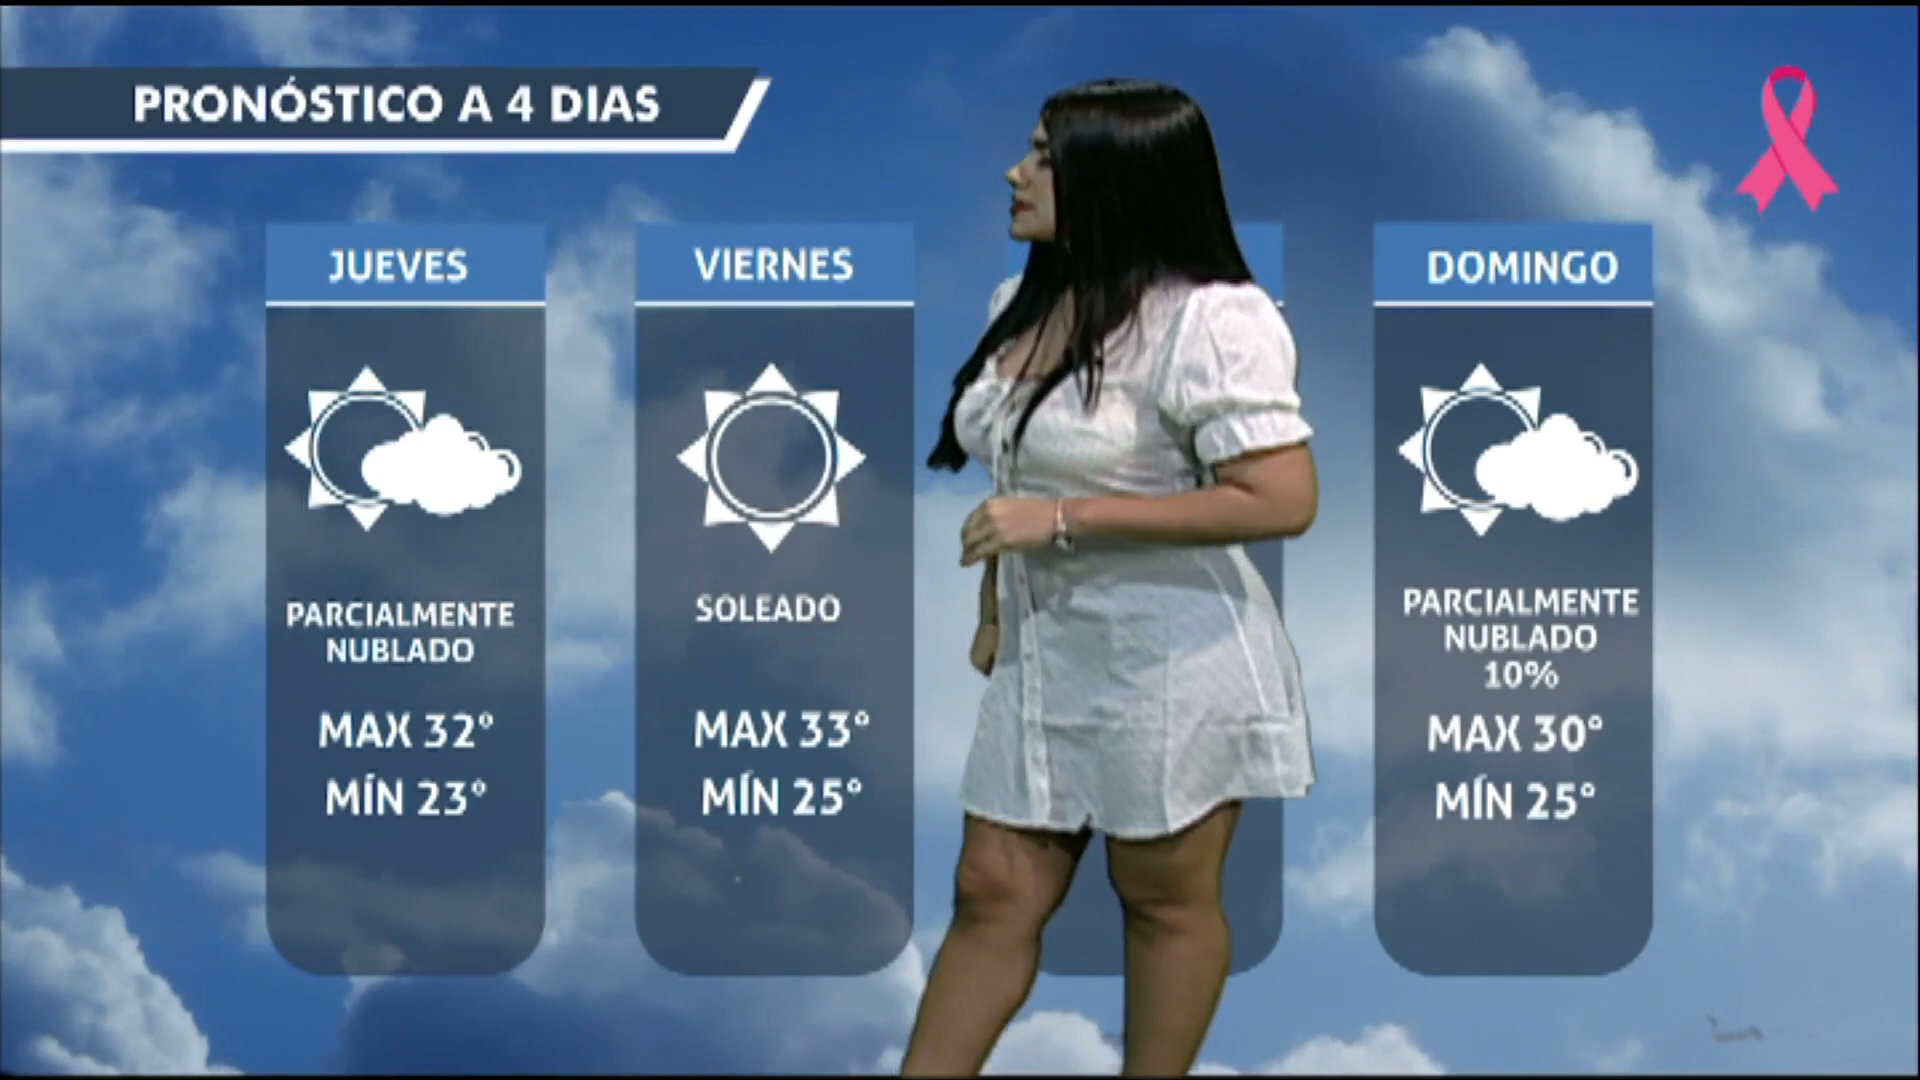 PRONÓSTICO A 4 DIAS
JUEVES
PARCIALMENTE
NUBLADO
MAX 32°
MÍN 23°
VIERNES
SOLEADO
MAX 33°
MÍN 25°
DOMINGO
PARCIALMENTE
NUBLADO
10%
MAX 30°
MÍN 25°